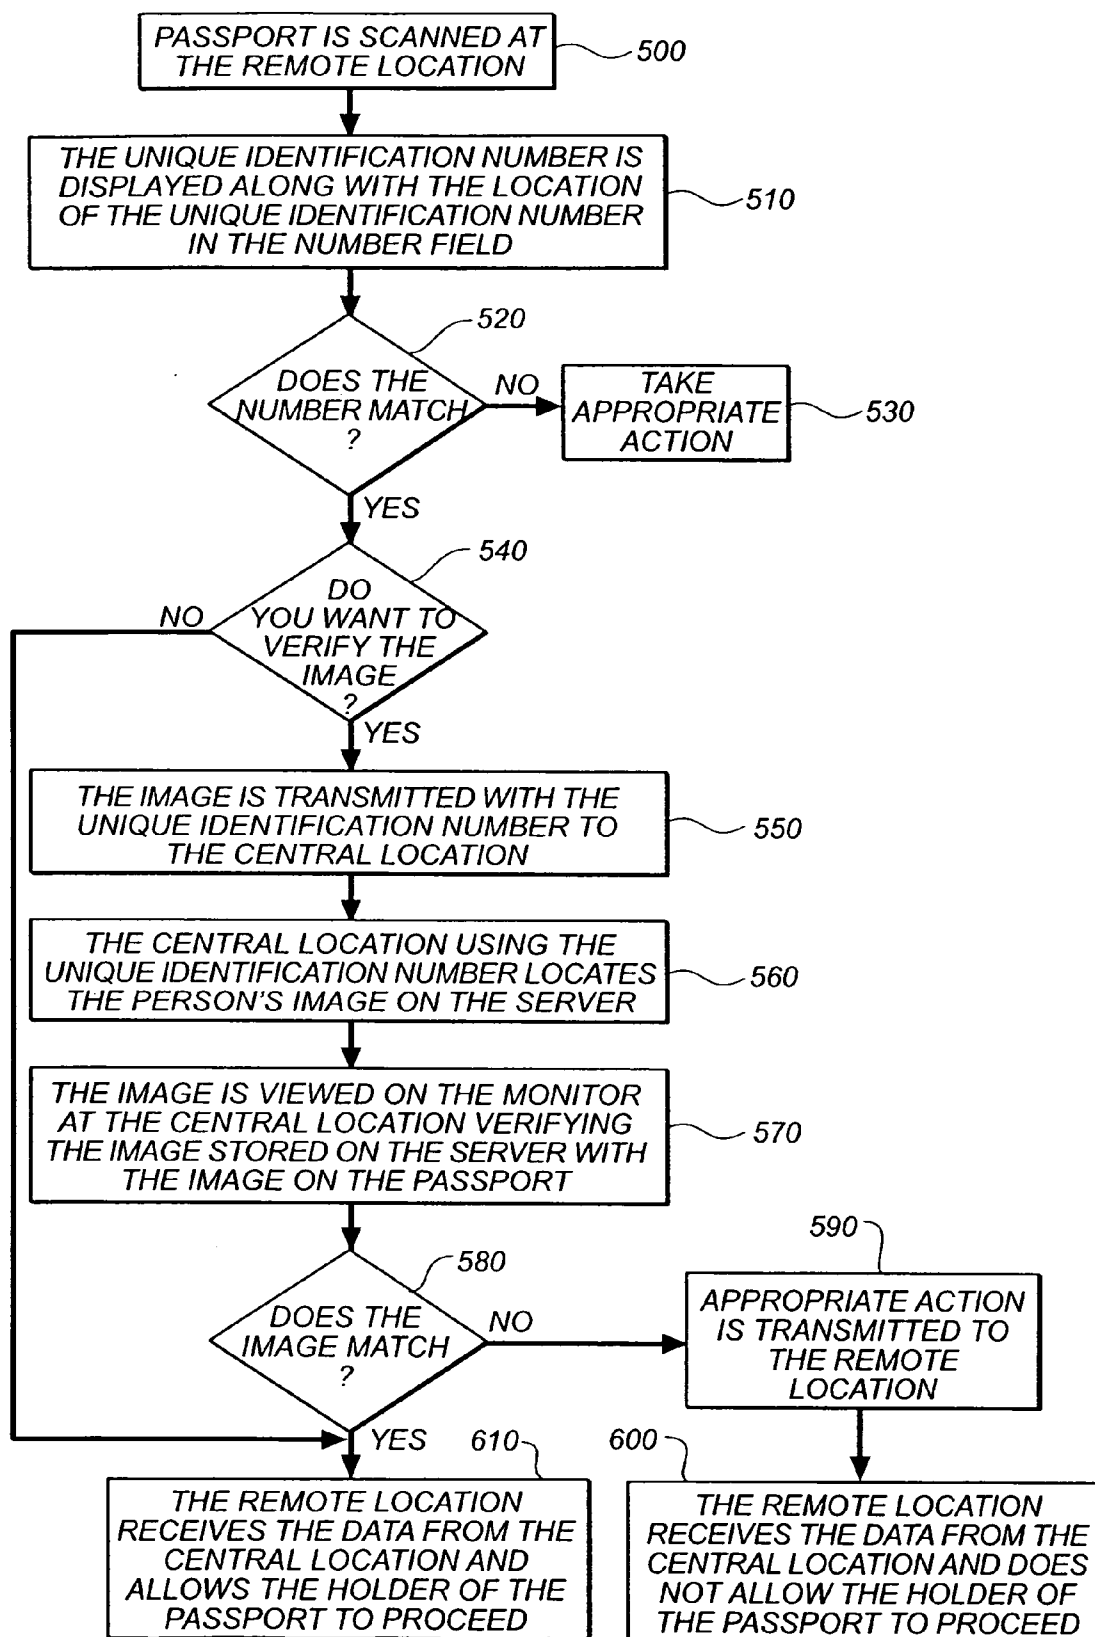 PASSPORT IS SCANNED AT
THE REMOTE LOCATION
500
THE UNIQUE IDENTIFICATION NUMBER IS
DISPLAYED ALONG WITH THE LOCATION
OF THE UNIQUE IDENTIFICATION NUMBER
IN THE NUMBER FIELD
510
520
DOES THE
NUMBER MATCH
?
NO
TAKE
APPROPRIATE
ACTION
530
YES
540
DO
YOU WANT TO
VERIFY THE
IMAGE
?
NO
YES
THE IMAGE IS TRANSMITTED WITH THE
UNIQUE IDENTIFICATION NUMBER TO
THE CENTRAL LOCATION
550
THE CENTRAL LOCATION USING THE
UNIQUE IDENTIFICATION NUMBER LOCATES
THE PERSON'S IMAGE ON THE SERVER
560
THE IMAGE IS VIEWED ON THE MONITOR
AT THE CENTRAL LOCATION VERIFYING
THE IMAGE STORED ON THE SERVER WITH
THE IMAGE ON THE PASSPORT
570
580
DOES THE
IMAGE MATCH
?
NO
590
APPROPRIATE ACTION
IS TRANSMITTED TO
THE REMOTE
LOCATION
YES
610
THE REMOTE LOCATION
RECEIVES THE DATA FROM THE
CENTRAL LOCATION AND
ALLOWS THE HOLDER OF THE
PASSPORT TO PROCEED
600
THE REMOTE LOCATION
RECEIVES THE DATA FROM THE
CENTRAL LOCATION AND DOES
NOT ALLOW THE HOLDER OF
THE PASSPORT TO PROCEED